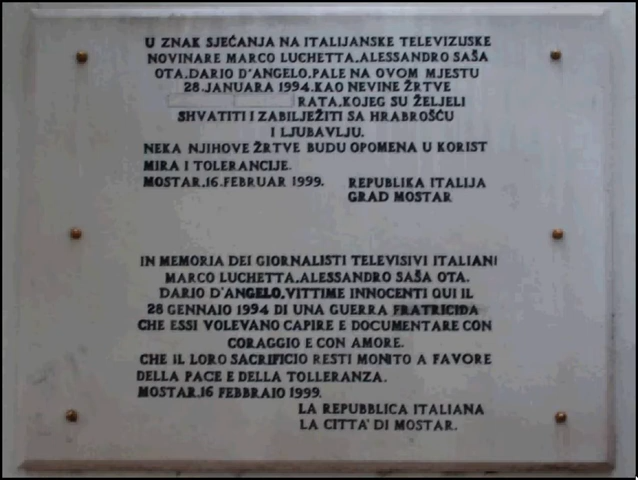 U ZNAK SJEĆANJA NA ITALIJANSKE TELEVIZIJSKE
NOVINARE MARCO LUCHETTA.ALESSANDRO SAŠA
OTA.DARIO D'ANGELO.PALE NA OVOM MJESTU
28.JANUARA 1994.KAO NEVINE ŽRTVE
RATA.KOJEG SU ŽELJELI
SHVATITI I ZABILJEŽITI SA HRABROŠĆU
I LJUBAVLJU.
NEKA NJIHOVE ŽRTVE BUDU OPOMENA U KORIST
MIRA I TOLERANCIJE.
MOSTAR.16.FEBRUAR 1999. REPUBLIKA ITALIJA
GRAD MOSTAR
IN MEMORIA DEI GIORNALISTI TELEVISIVI ITALIANI
MARCO LUCHETTA.ALESSANDRO SAŠA OTA.
DARIO D'ANGELO.VITTIME INNOCENTI QUI IL
28 GENNAIO 1994 DI UNA GUERRA FRATRICIDA
CHE ESSI VOLEVANO CAPIRE E DOCUMENTARE CON
CORAGGIO E CON AMORE.
CHE IL LORO SACRIFICIO RESTI MONITO A FAVORE
DELLA PACE E DELLA TOLLERANZA.
MOSTAR.16 FEBBRAIO 1999.
LA REPUBBLICA ITALIANA
LA CITTA' DI MOSTAR.